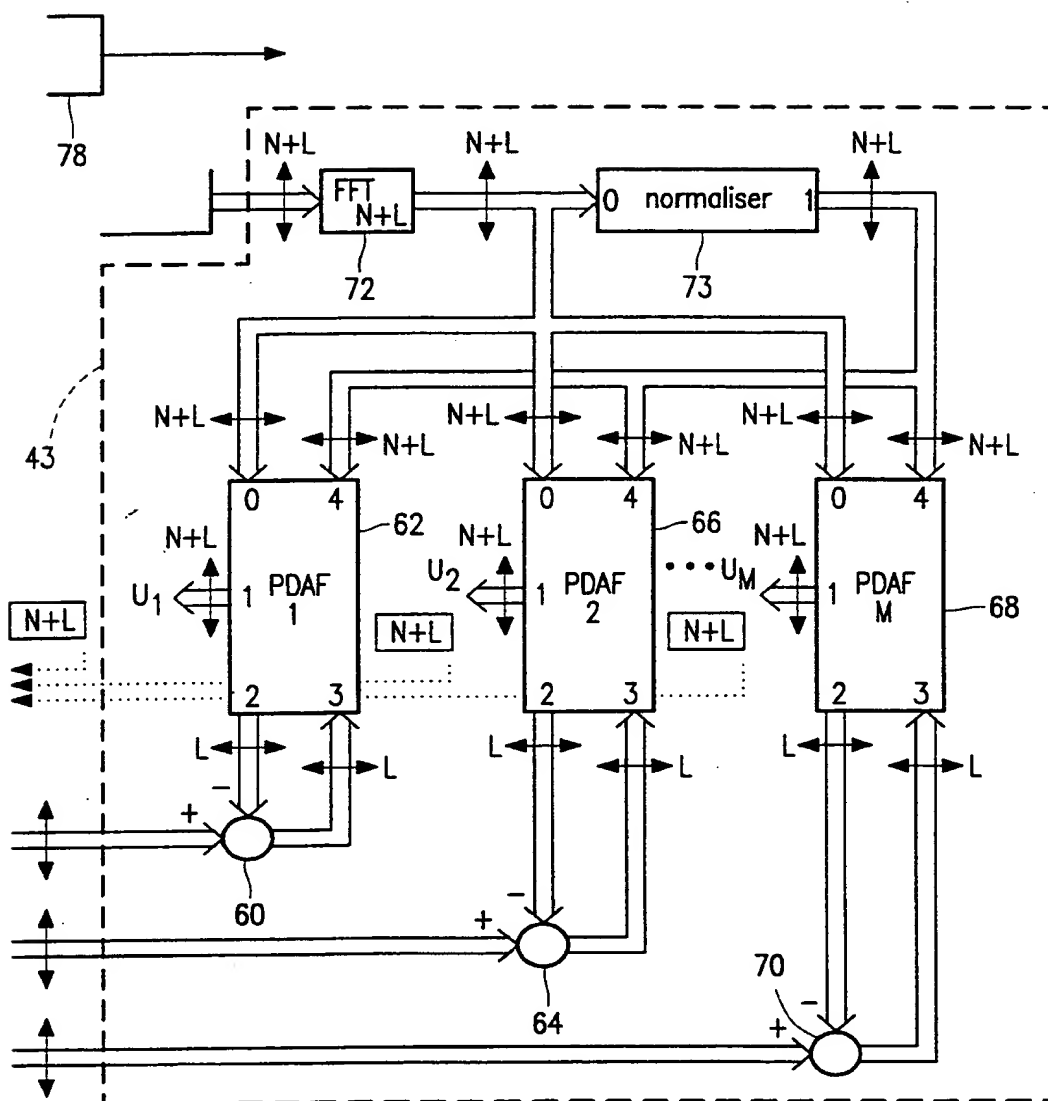 78
N+L
N+L
N+L
FFT
N+L
0 normaliser 1
72
73
43
N+L
N+L
N+L
N+L
N+L
N+L
0 4
0 4
0 4
62
66
68
N+L
N+L
N+L
U1 1 PDAF 1
U2 1 PDAF 2
•••• UM 1 PDAF M
N+L
N+L
N+L
2 3
2 3
2 3
L
L
L
L
L
L
−
+
60
−
+
64
70
−
+